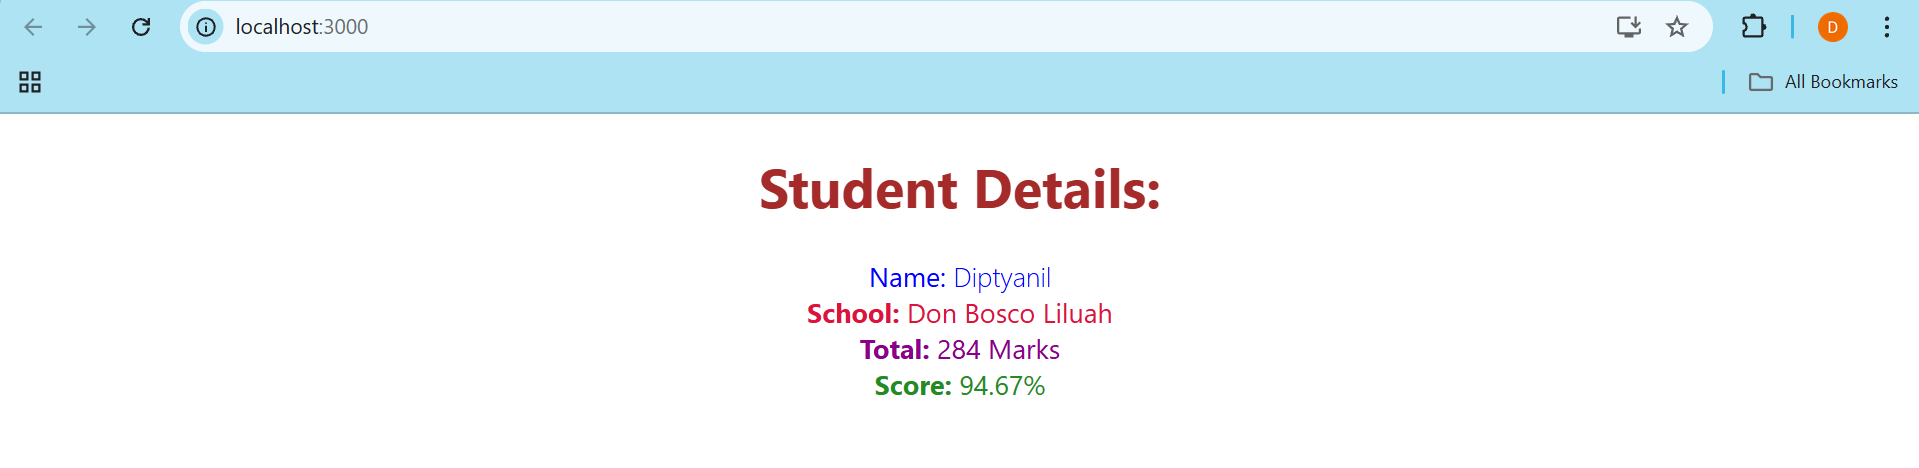 localhost:3000
D
All Bookmarks
Student Details:
Name: Diptyanil
School: Don Bosco Liluah
Total: 284 Marks
Score: 94.67%